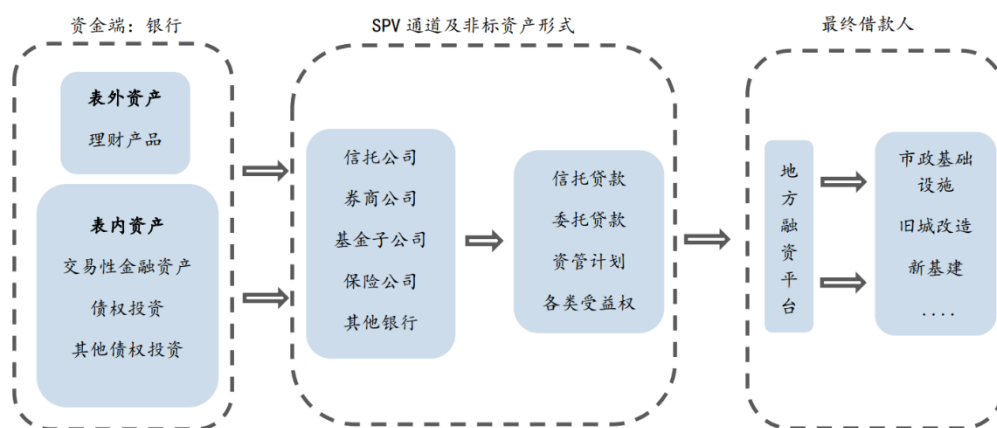 资金端：银行
SPV 通道及非标资产形式
最终借款人
表外资产
理财产品
表内资产
交易性金融资产
债权投资
其他债权投资
信托公司
券商公司
基金子公司
保险公司
其他银行
信托贷款
委托贷款
资管计划
各类受益权
地方融资平台
市政基础
设施
旧城改造
新基建
....